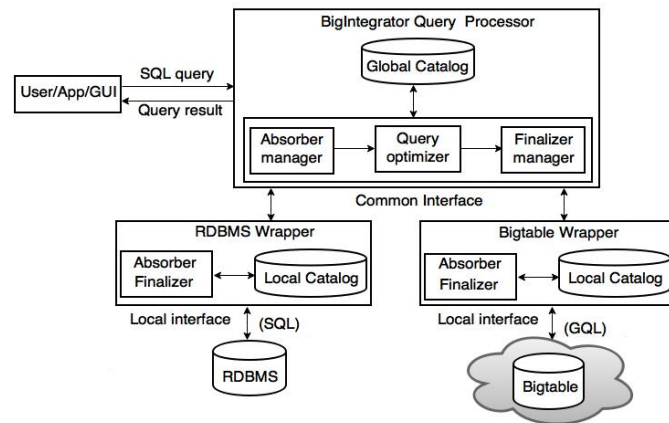 BigIntegrator Query Processor
Global Catalog
SQL query
User/App/GUI
Query result
Absorber
manager
Query
optimizer
Finalizer
manager
Common Interface
RDBMS Wrapper
Absorber
Finalizer
Local Catalog
Bigtable Wrapper
Absorber
Finalizer
Local Catalog
Local interface
(SQL)
Local interface
(GQL)
RDBMS
Bigtable